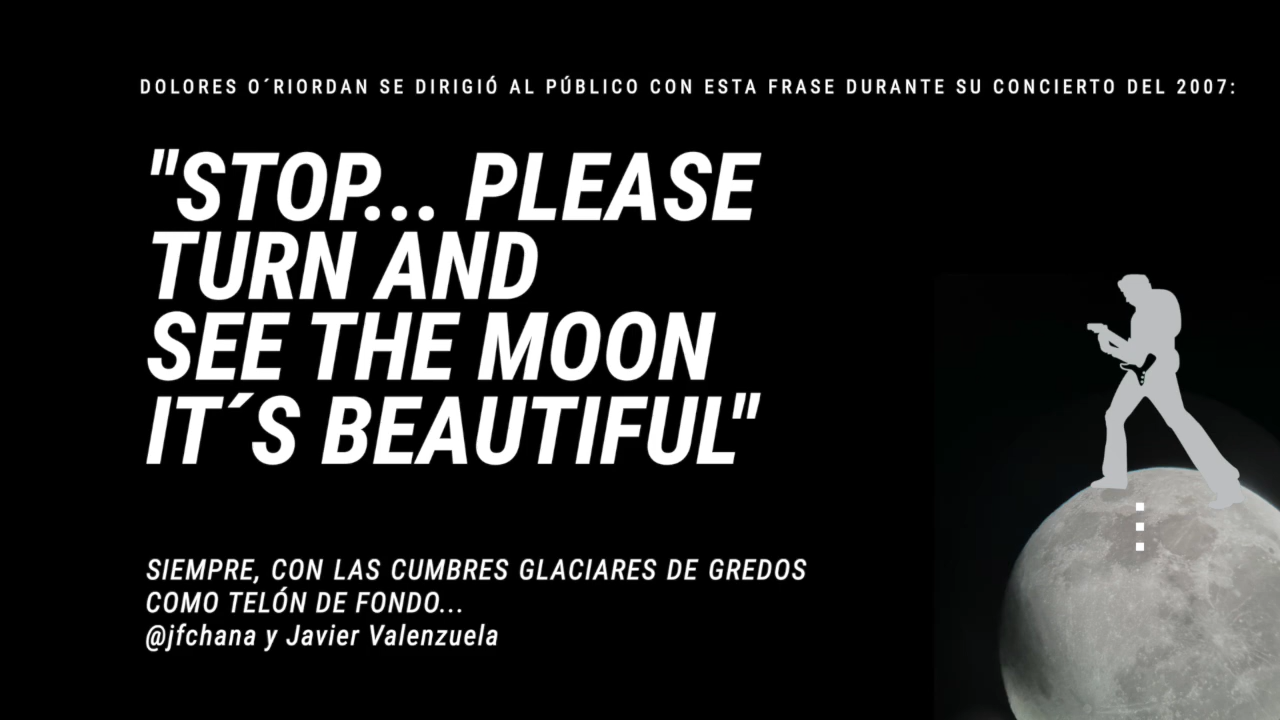 DOLORES O´RIORDAN SE DIRIGIÓ AL PÚBLICO CON ESTA FRASE DURANTE SU CONCIERTO DEL 2007:
"STOP... PLEASE
TURN AND
SEE THE MOON
IT´S BEAUTIFUL"
SIEMPRE, CON LAS CUMBRES GLACIARES DE GREDOS
COMO TELÓN DE FONDO...
@jfchana y Javier Valenzuela